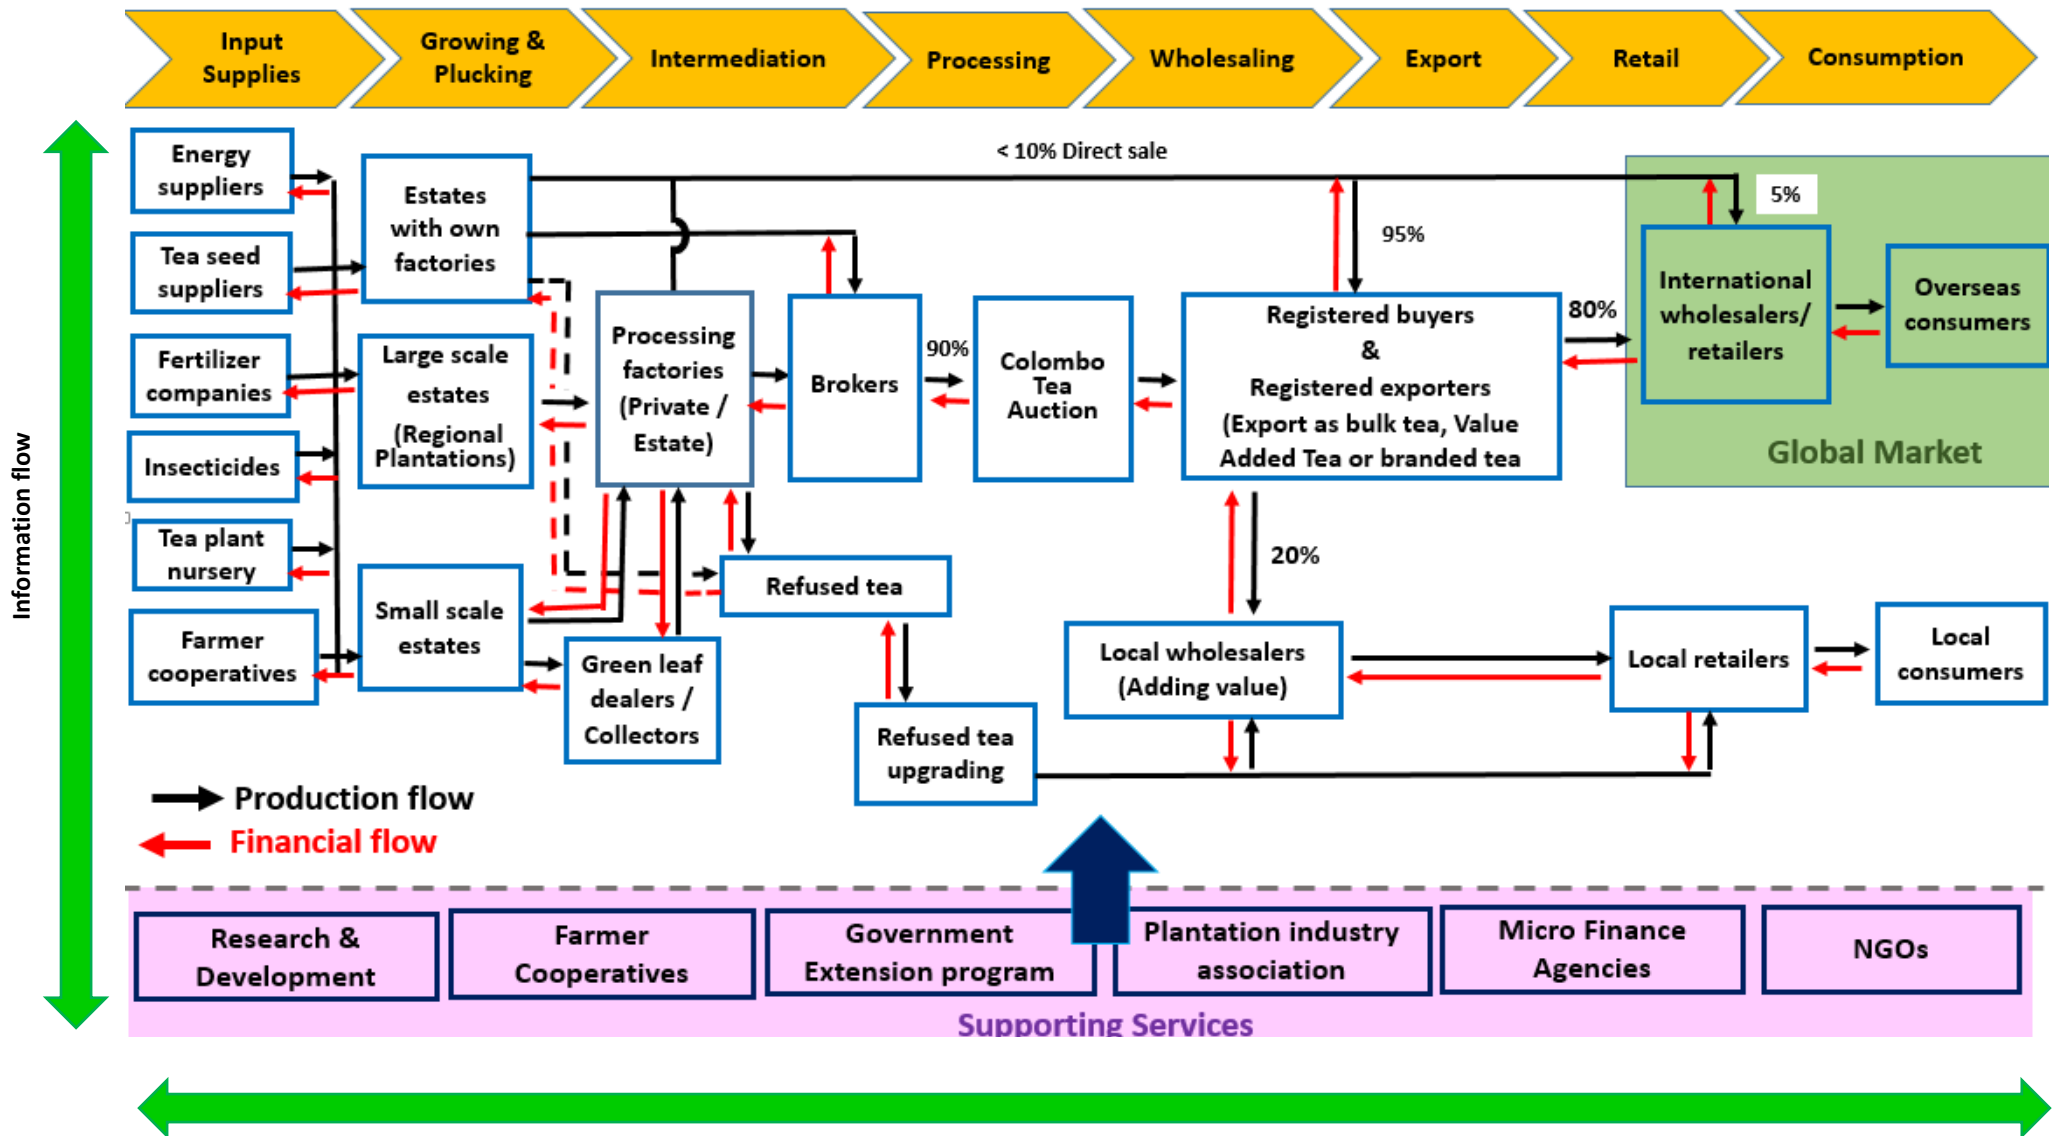 Input
Supplies
Growing &
Plucking
Intermediation
Processing
Wholesaling
Export
Retail
Consumption
Information flow
Energy
suppliers
Tea seed
suppliers
Fertilizer
companies
Insecticides
Tea plant
nursery
Farmer
cooperatives
Estates
with own
factories
Large scale
estates
(Regional
Plantations)
Small scale
estates
Green leaf
dealers /
Collectors
Processing
factories
(Private /
Estate)
Refused tea
Refused tea
upgrading
Brokers
90%
Colombo
Tea
Auction
< 10% Direct sale
95%
Registered buyers
&
Registered exporters
(Export as bulk tea, Value
Added Tea or branded tea
80%
20%
Local wholesalers
(Adding value)
5%
International
wholesalers/
retailers
Overseas
consumers
Global Market
Local retailers
Local
consumers
Production flow
Financial flow
Research &
Development
Farmer
Cooperatives
Government
Extension program
Plantation industry
association
Micro Finance
Agencies
NGOs
Supporting Services